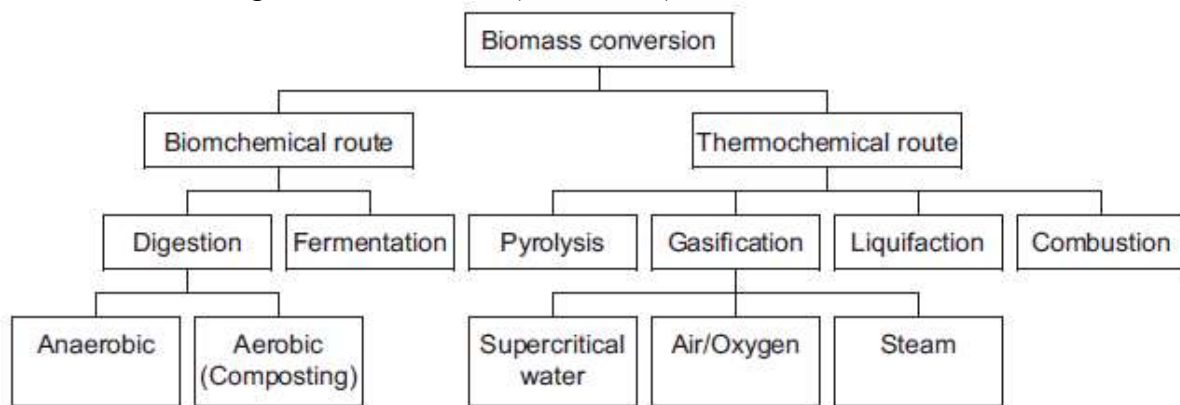 Biomass conversion
Biomchemical route
Thermochemical route
Digestion
Fermentation
Pyrolysis
Gasification
Liquifaction
Combustion
Anaerobic
Aerobic
(Composting)
Supercritical
water
Air/Oxygen
Steam